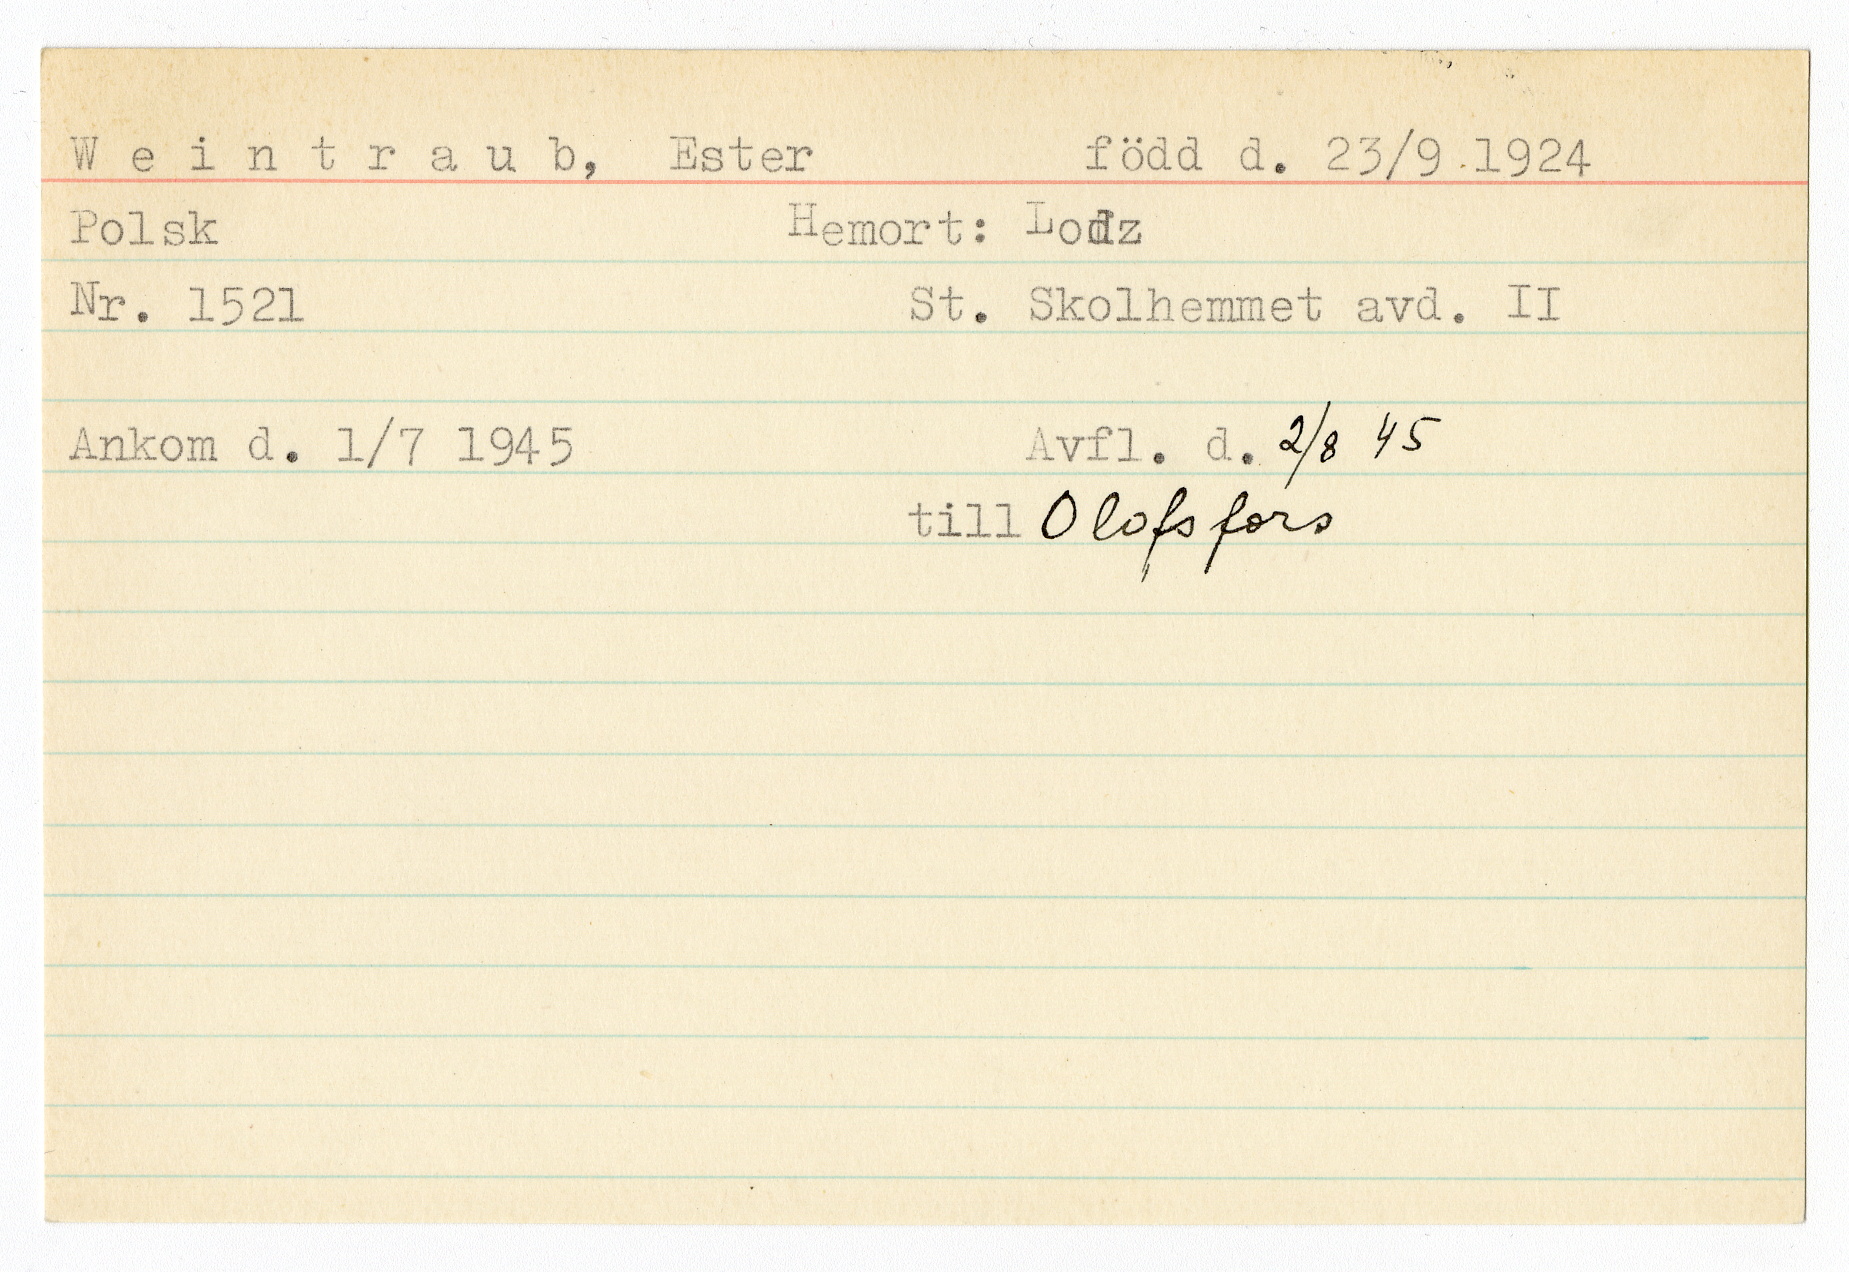 W e i n t r a u b, Ester född d. 23/9 1924
Polsk Hemort: Lodz
Nr. 1521 St. Skolhemmet avd. II
Ankom d. 1/7 1945 Avfl. d. 2/8 45
till Olofsfors